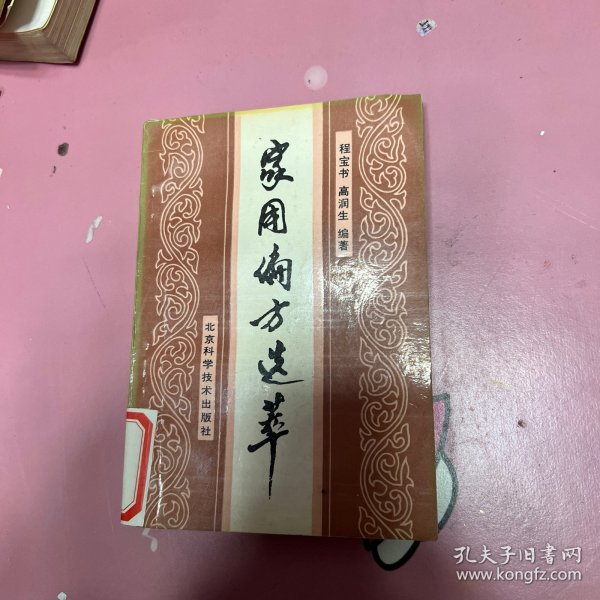 程宝书 高润生 编著
家用偏方选萃
北京科学技术出版社
孔夫子旧书网
www.kongfz.com